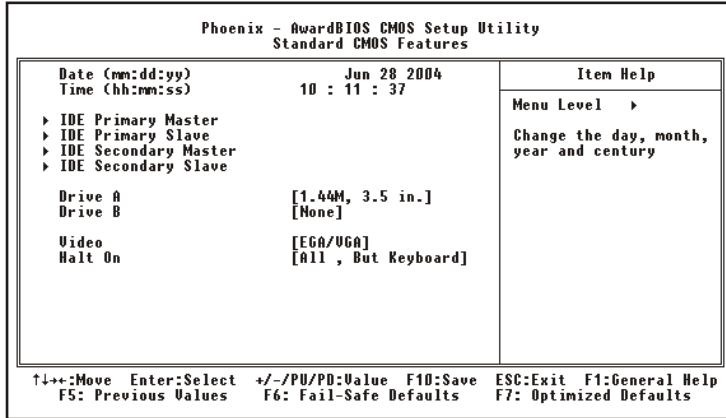 Phoenix - AwardBIOS CMOS Setup Utility
Standard CMOS Features
Date (mm:dd:yy) Jun 28 2004
Time (hh:mm:ss) 10 : 11 : 37
▸ IDE Primary Master
▸ IDE Primary Slave
▸ IDE Secondary Master
▸ IDE Secondary Slave
Drive A [1.44M, 3.5 in.]
Drive B [None]
Video [EGA/VGA]
Halt On [All , But Keyboard]
Item Help
Menu Level ▸
Change the day, month,
year and century
↑↓→←:Move Enter:Select +/-/PU/PD:Value F10:Save ESC:Exit F1:General Help
F5: Previous Values F6: Fail-Safe Defaults F7: Optimized Defaults